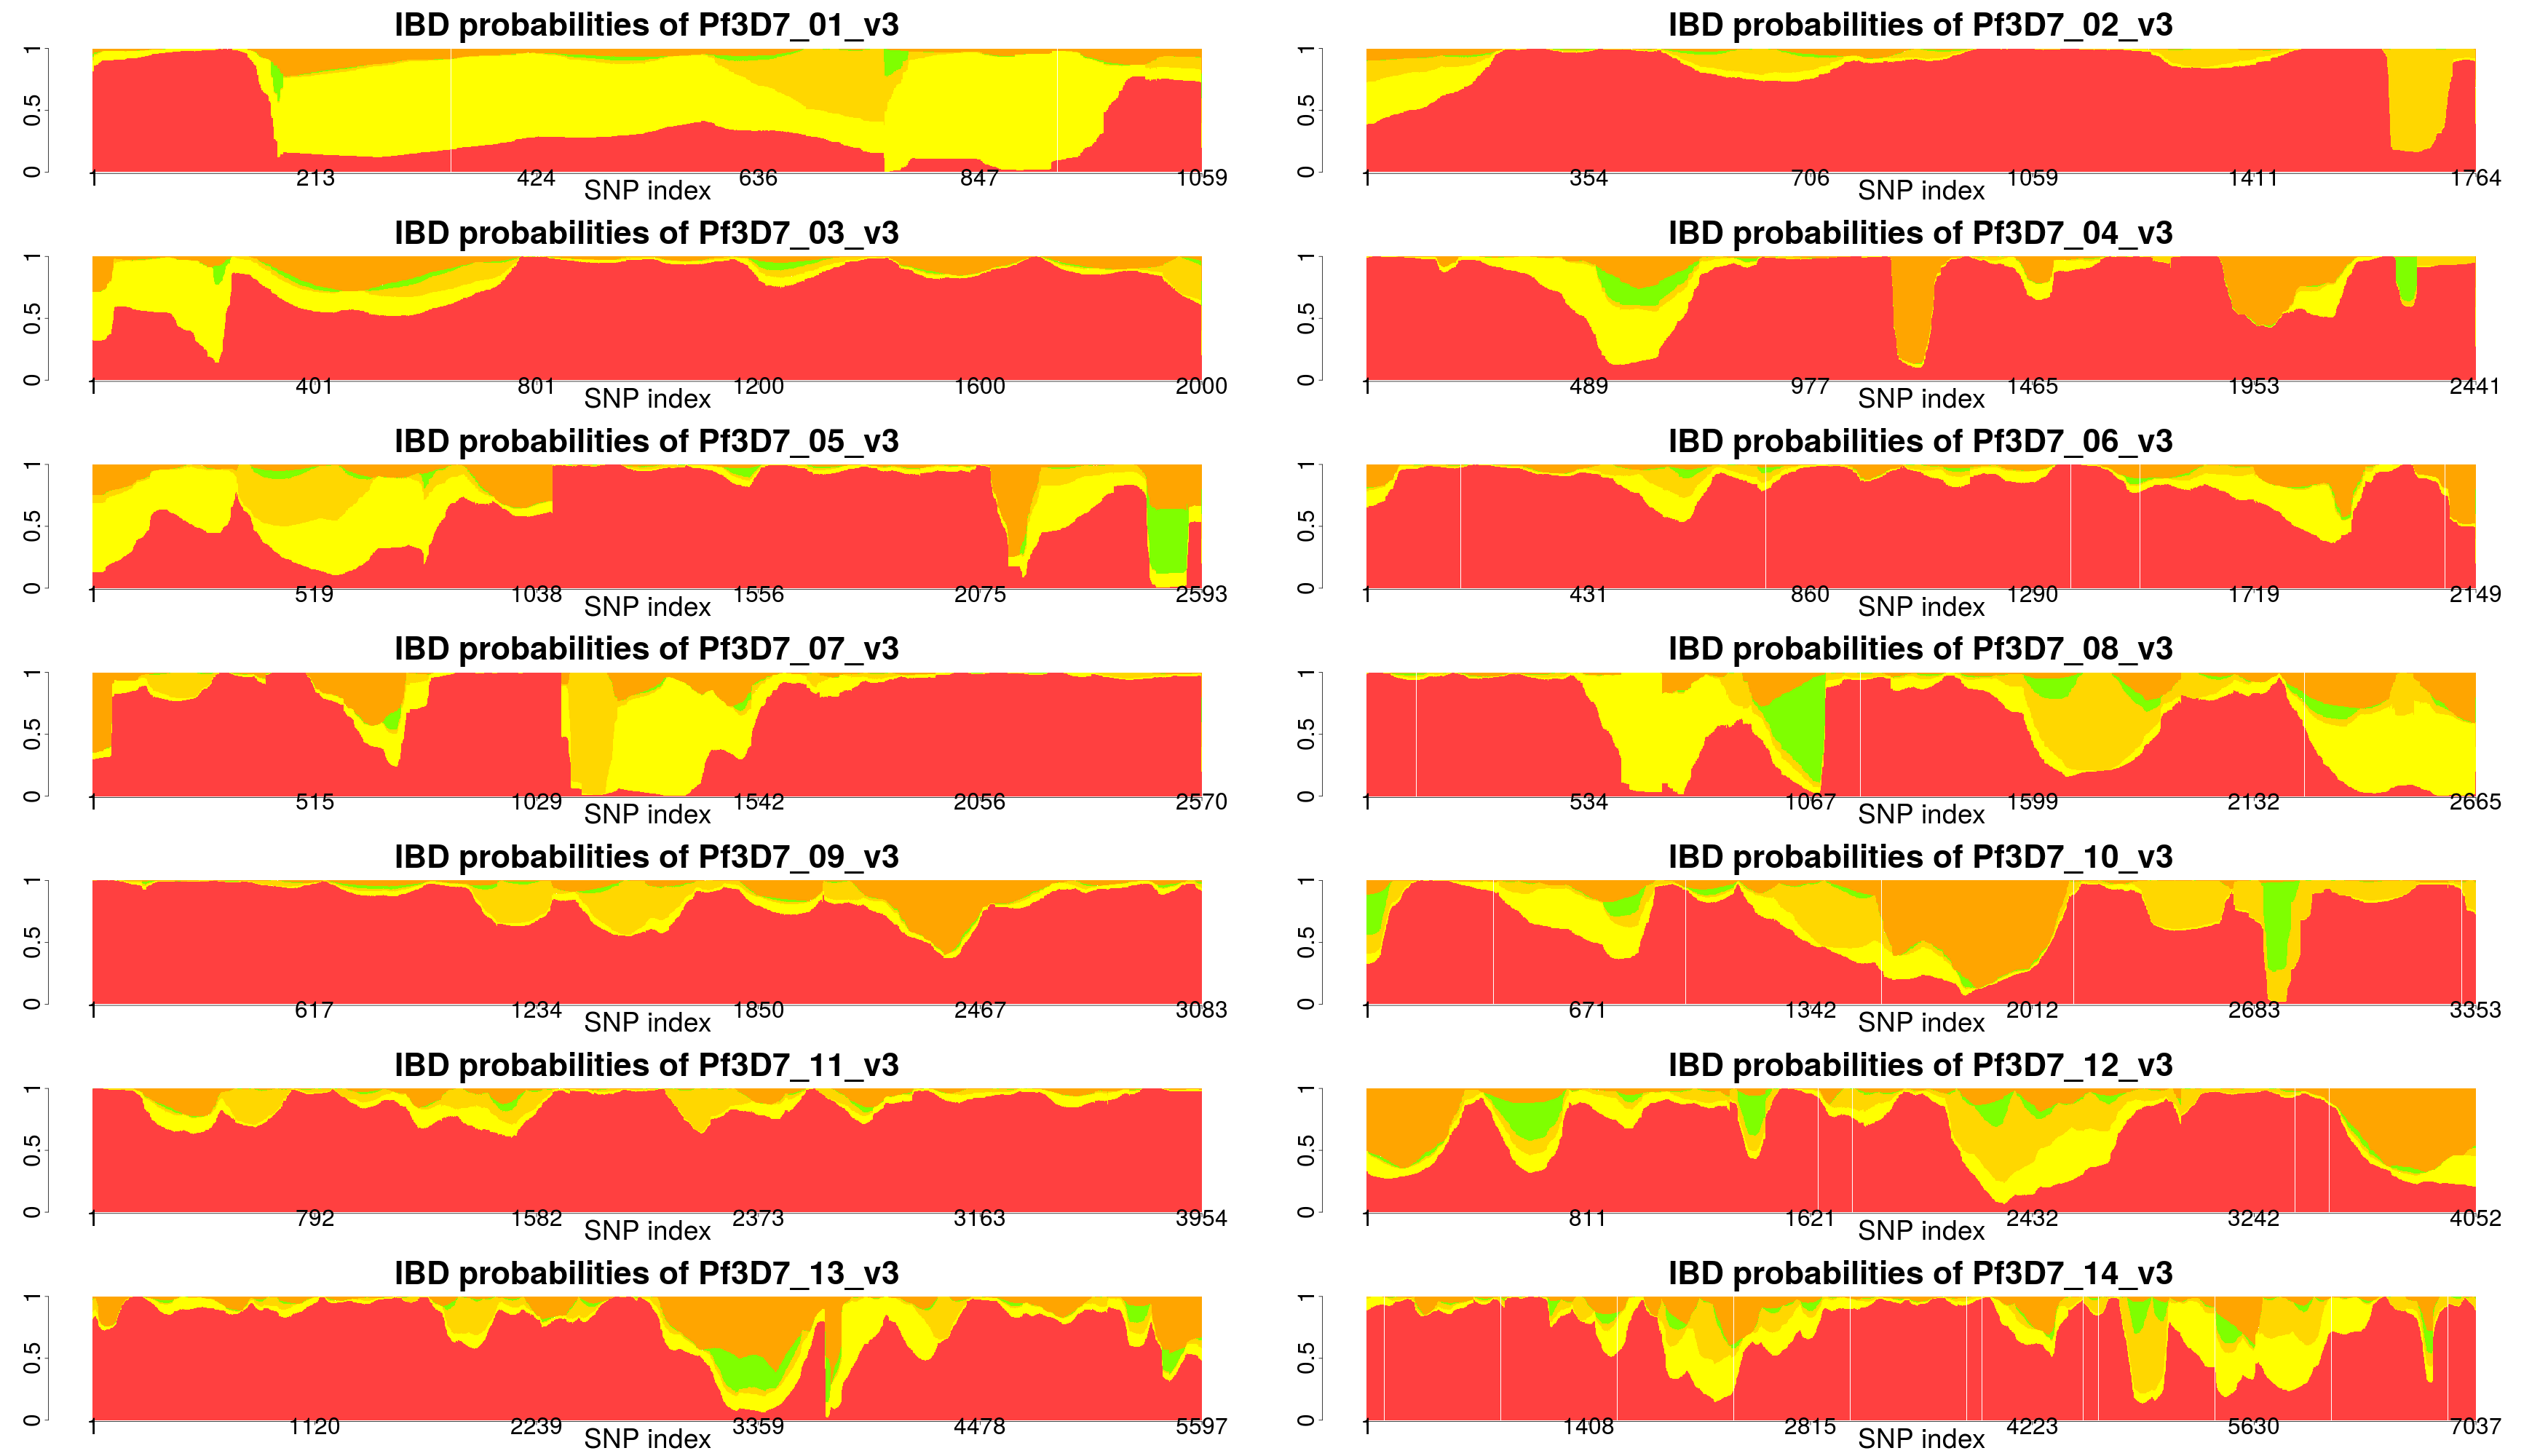 IBD probabilities of Pf3D7_01_v3
0 0.5 1
1 213 424 636 847 1059
SNP index
IBD probabilities of Pf3D7_02_v3
0 0.5 1
1 354 706 1059 1411 1764
SNP index
IBD probabilities of Pf3D7_03_v3
0 0.5 1
1 401 801 1200 1600 2000
SNP index
IBD probabilities of Pf3D7_04_v3
0 0.5 1
1 489 977 1465 1953 2441
SNP index
IBD probabilities of Pf3D7_05_v3
0 0.5 1
1 519 1038 1556 2075 2593
SNP index
IBD probabilities of Pf3D7_06_v3
0 0.5 1
1 431 860 1290 1719 2149
SNP index
IBD probabilities of Pf3D7_07_v3
0 0.5 1
1 515 1029 1542 2056 2570
SNP index
IBD probabilities of Pf3D7_08_v3
0 0.5 1
1 534 1067 1599 2132 2665
SNP index
IBD probabilities of Pf3D7_09_v3
0 0.5 1
1 617 1234 1850 2467 3083
SNP index
IBD probabilities of Pf3D7_10_v3
0 0.5 1
1 671 1342 2012 2683 3353
SNP index
IBD probabilities of Pf3D7_11_v3
0 0.5 1
1 792 1582 2373 3163 3954
SNP index
IBD probabilities of Pf3D7_12_v3
0 0.5 1
1 811 1621 2432 3242 4052
SNP index
IBD probabilities of Pf3D7_13_v3
0 0.5 1
1 1120 2239 3359 4478 5597
SNP index
IBD probabilities of Pf3D7_14_v3
0 0.5 1
1 1408 2815 4223 5630 7037
SNP index